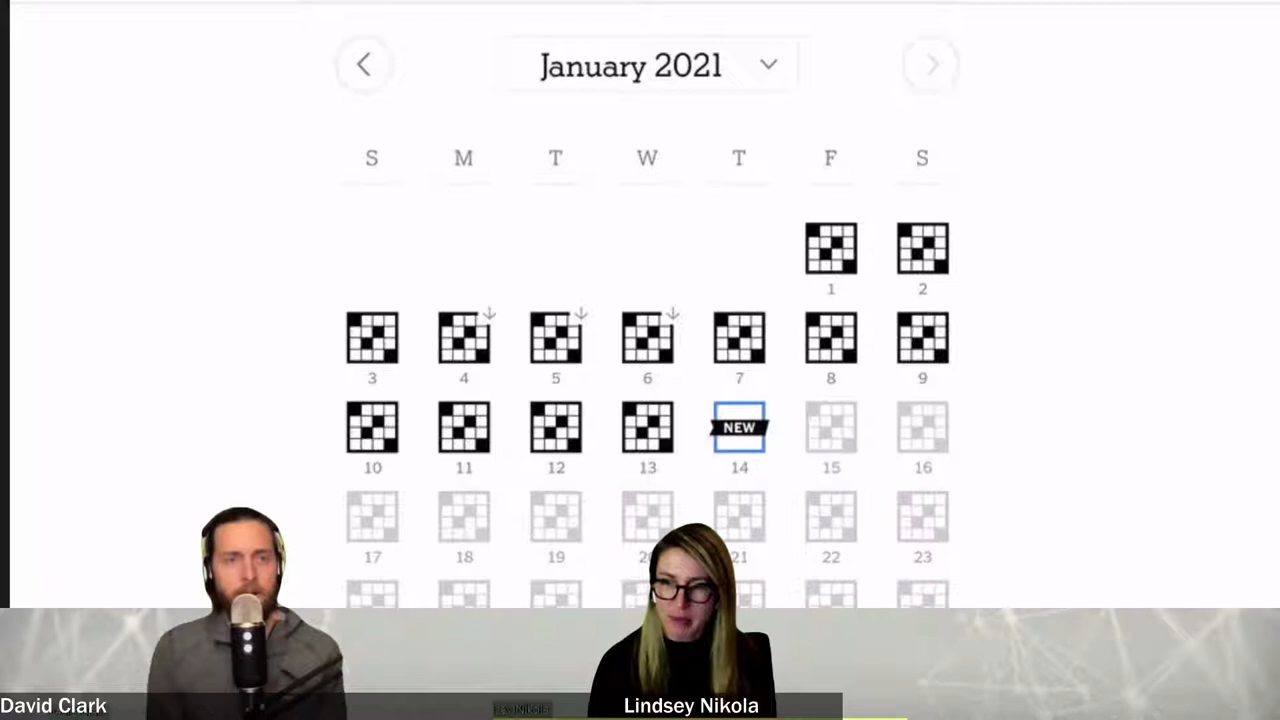 January 2021
S M T W T F S
1 2
3 4 5 6 7 8 9
NEW
10 11 12 13 14 15 16
17 18 19 21 22 23
David Clark
Lindsey Nikola